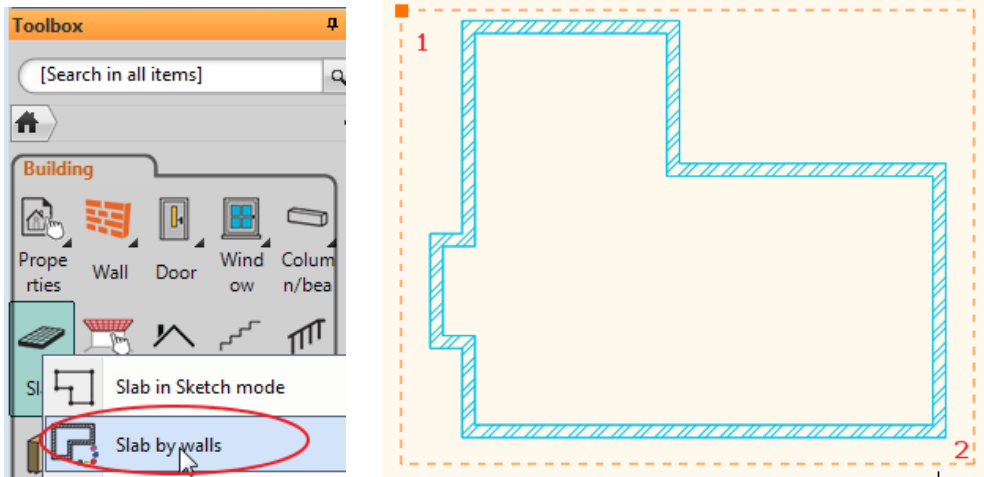 Toolbox
[Search in all items]
Building
Prope
rties
Wall
Door
Wind
ow
Colum
n/bea
Sl
Slab in Sketch mode
Slab by walls
1
2